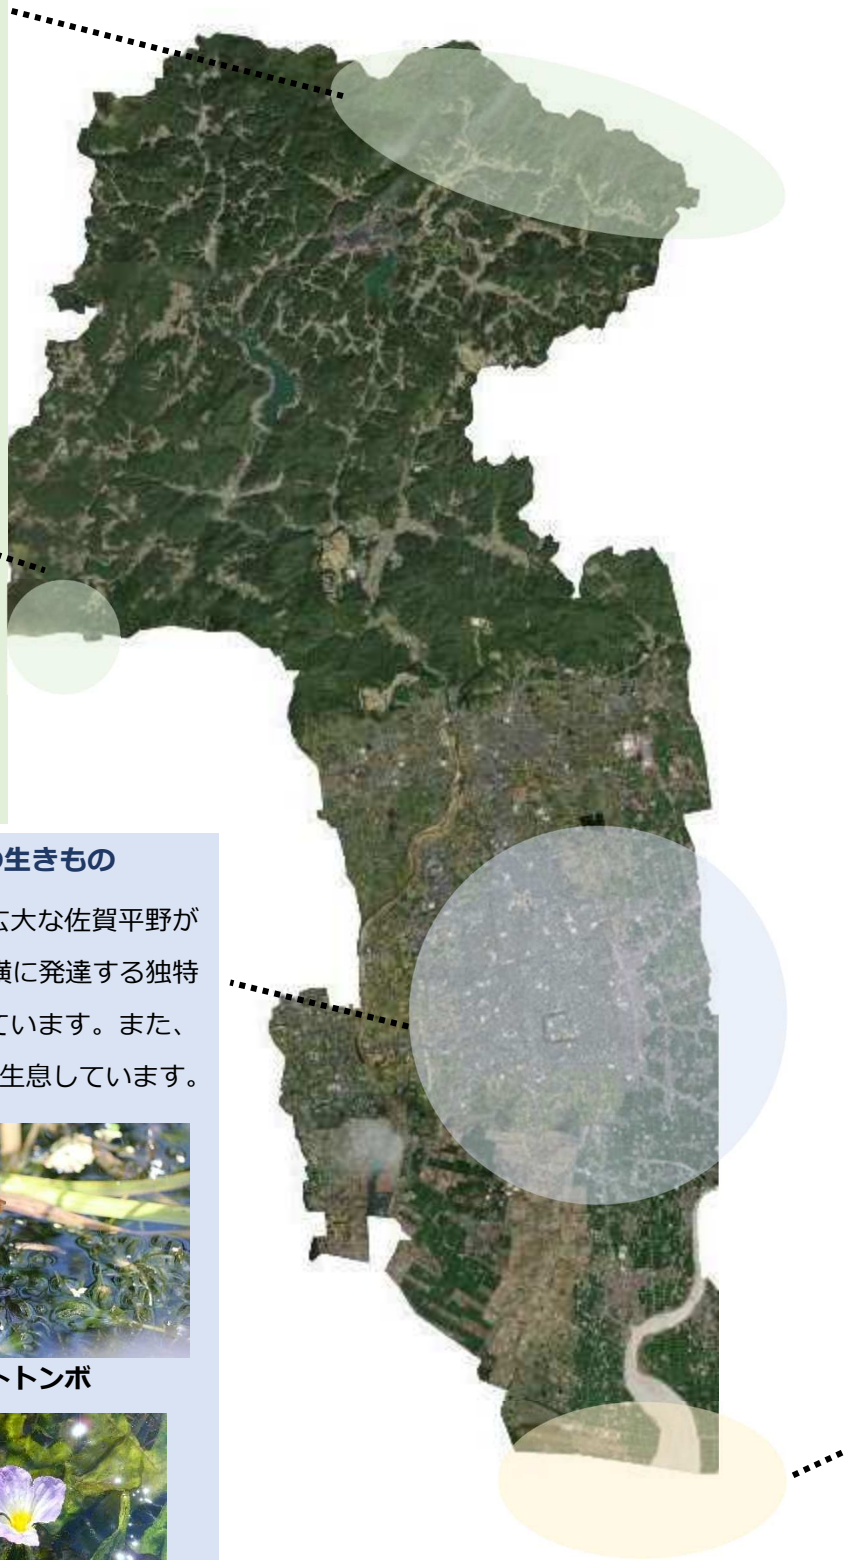 生きもの
広大な佐賀平野が
横に発達する独特
ています。また、
生息しています。
トトンボ